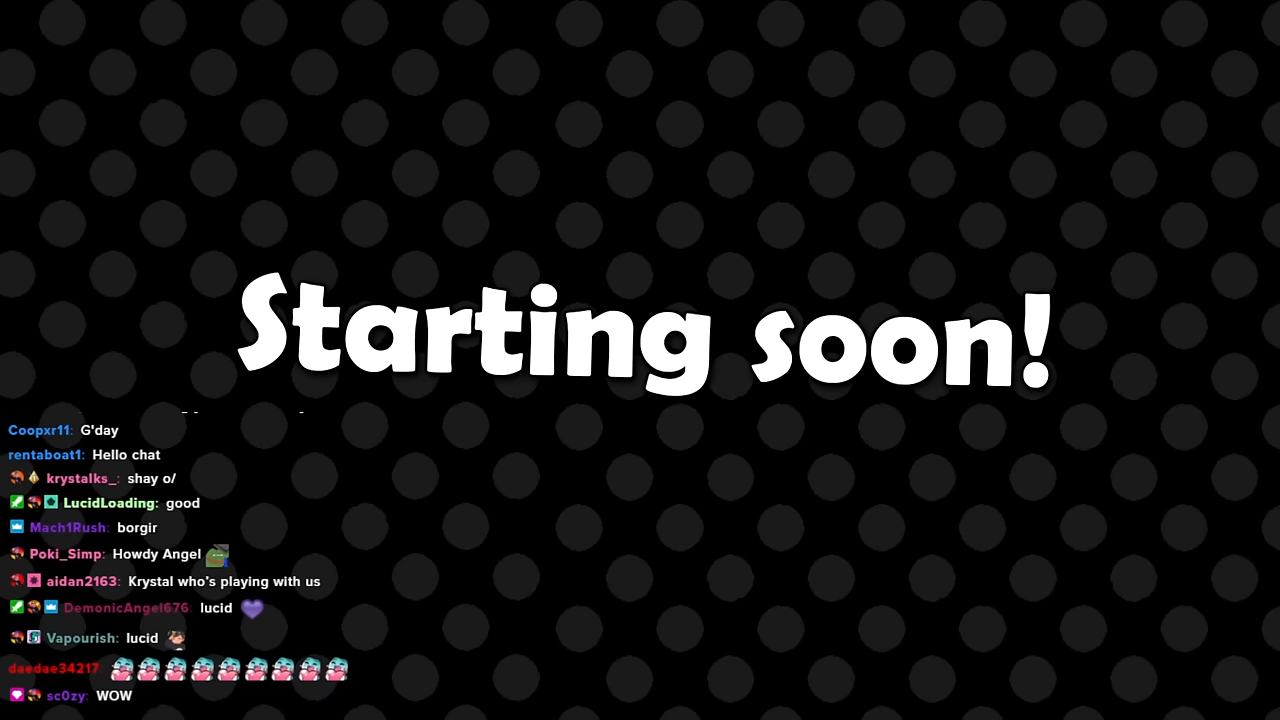 Starting soon!
Coopxr11: G'day
rentaboat1: Hello chat
krystalks_: shay o/
LucidLoading: good
Mach1Rush: borgir
Poki_Simp: Howdy Angel
aidan2163: Krystal who's playing with us
DemonicAngel676: lucid
Vapourish: lucid
daedae34217
sc0zy: WOW